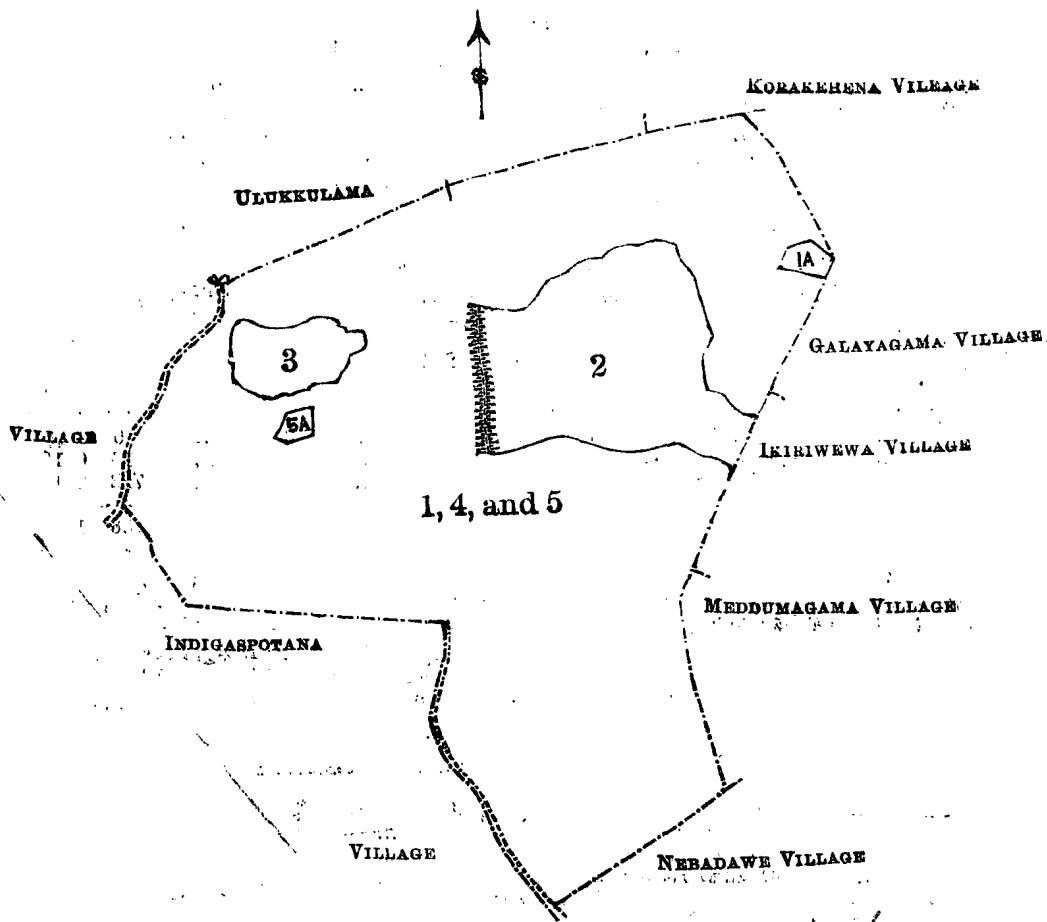 KORAKEHENA VILLAGE
ULUKKULAMA
1A
GALAYAGAMA VILLAGE
3
2
5A
VILLAGE
IKIRIWEWA VILLAGE
1, 4, and 5
MEDDUMAGAMA VILLAGE
INDIGASPOTANA
VILLAGE
NEBADAWE VILLAGE